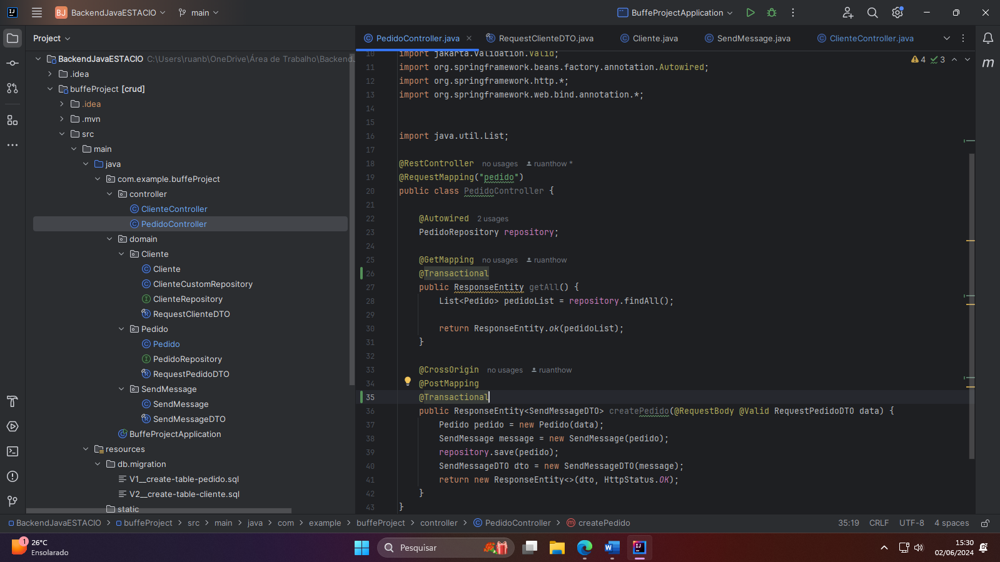 BJ BackendJavaESTACIO main BuffeProjectApplication
Project
PedidoController.java RequestClienteDTO.java Cliente.java SendMessage.java ClienteController.java
BackendJavaESTACIO C:\Users\ruanb\OneDrive\Área de Trabalho\BackendJ
.idea
buffeProject [crud]
.idea
.mvn
src
main
java
com.example.buffeProject
controller
ClienteController
PedidoController
domain
Cliente
Cliente
ClienteCustomRepository
ClienteRepository
RequestClienteDTO
Pedido
Pedido
PedidoRepository
RequestPedidoDTO
SendMessage
SendMessage
SendMessageDTO
BuffeProjectApplication
resources
db.migration
V1__create-table-pedido.sql
V2__create-table-cliente.sql
static
4 3
10 import jakarta.validation.Valid;
11 import org.springframework.beans.factory.annotation.Autowired;
12 import org.springframework.http.*;
13 import org.springframework.web.bind.annotation.*;
14
15
16 import java.util.List;
17
18 @RestController no usages ruanthow *
19 @RequestMapping("pedido")
20 public class PedidoController {
21
22 @Autowired 2 usages
23 PedidoRepository repository;
24
25 @GetMapping no usages ruanthow
26 @Transactional
27 public ResponseEntity getAll() {
28 List<Pedido> pedidoList = repository.findAll();
29
30 return ResponseEntity.ok(pedidoList);
31 }
32
33 @CrossOrigin no usages ruanthow
34 @PostMapping
35 @Transactional
36 public ResponseEntity<SendMessageDTO> createPedido(@RequestBody @Valid RequestPedidoDTO data) {
37 Pedido pedido = new Pedido(data);
38 SendMessage message = new SendMessage(pedido);
39 repository.save(pedido);
40 SendMessageDTO dto = new SendMessageDTO(message);
41 return new ResponseEntity<>(dto, HttpStatus.OK);
42 }
43 }
m
BackendJavaESTACIO > buffeProject > src > main > java > com > example > buffeProject > controller > PedidoController > createPedido 35:19 CRLF UTF-8 4 spaces
1 26°C
Ensolarado
Pesquisar
15:30
02/06/2024